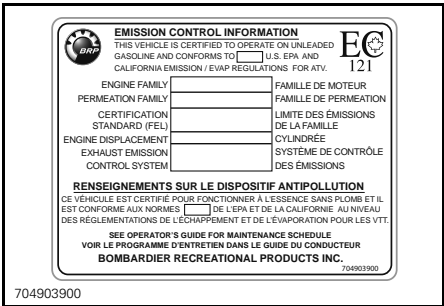 EMISSION CONTROL INFORMATION
THIS VEHICLE IS CERTIFIED TO OPERATE ON UNLEADED
GASOLINE AND CONFORMS TO U.S. EPA AND
CALIFORNIA EMISSION / EVAP REGULATIONS FOR ATV.
BRP
EC
121
ENGINE FAMILY FAMILLE DE MOTEUR
PERMEATION FAMILY FAMILLE DE PERMEATION
CERTIFICATION LIMITE DES ÉMISSIONS
STANDARD (FEL) DE LA FAMILLE
ENGINE DISPLACEMENT CYLINDRÉE
EXHAUST EMISSION SYSTÈME DE CONTRÔLE
CONTROL SYSTEM DES ÉMISSIONS
RENSEIGNEMENTS SUR LE DISPOSITIF ANTIPOLLUTION
CE VÉHICULE EST CERTIFIÉ POUR FONCTIONNER À L'ESSENCE SANS PLOMB ET IL
EST CONFORME AUX NORMES DE L'EPA ET DE LA CALIFORNIE AU NIVEAU
DES RÉGLEMENTATIONS DE L'ÉCHAPPEMENT ET DE L'ÉVAPORATION POUR LES VTT.
SEE OPERATOR'S GUIDE FOR MAINTENANCE SCHEDULE
VOIR LE PROGRAMME D'ENTRETIEN DANS LE GUIDE DU CONDUCTEUR
BOMBARDIER RECREATIONAL PRODUCTS INC.
704903900
704903900